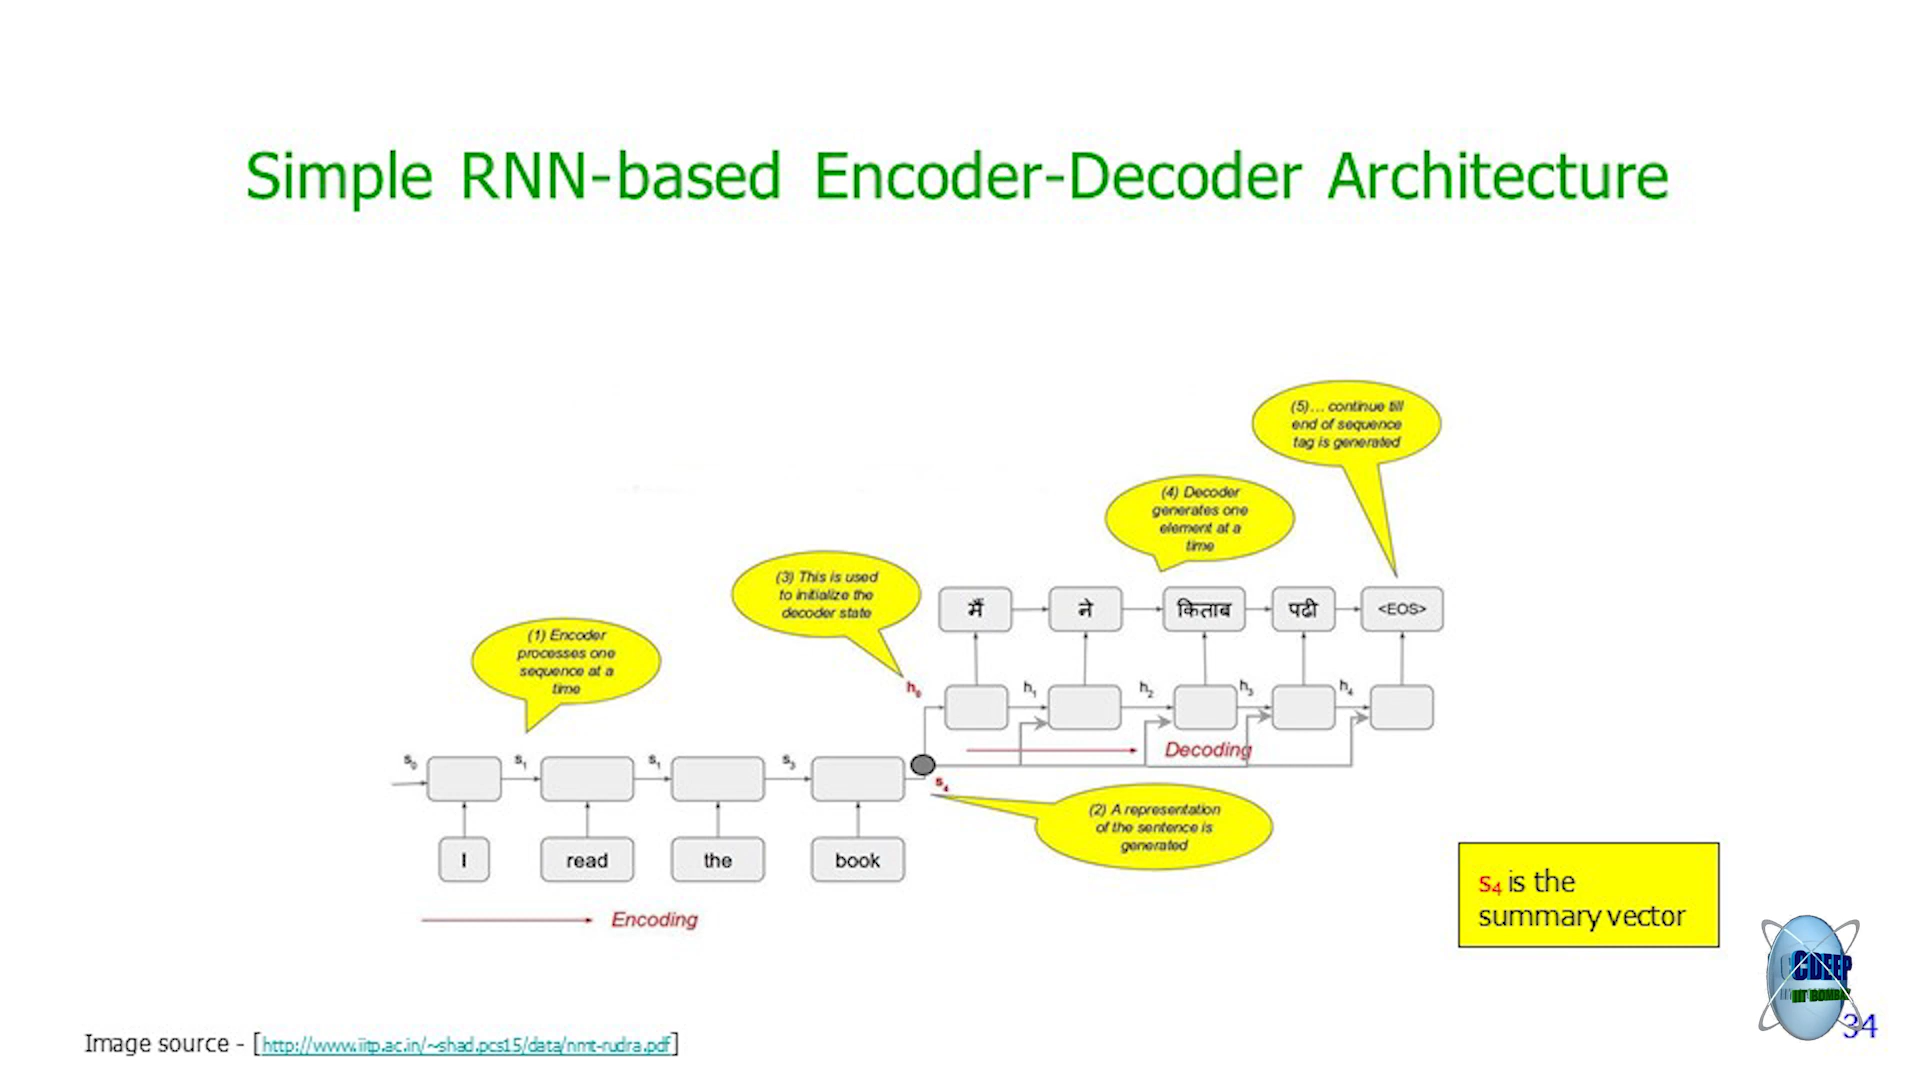 Simple RNN-based Encoder-Decoder Architecture
(5)... continue till
end of sequence
tag is generated
(4) Decoder
generates one
element at a
time
(3) This is used
to initialize the
decoder state
(1) Encoder
processes one
sequence at a
time
मैं ने किताब पढी <EOS>
h₀ h₁ h₂ h₃ h₄
Decoding
s₀ s₁ s₁ s₃ s₄
(2) A representation
of the sentence is
generated
I read the book
Encoding
s₄ is the
summary vector
CDEEP
IIT BOMBAY
Image source - [http://www.iitp.ac.in/~shad.pcs15/data/nmt-rudra.pdf]
34